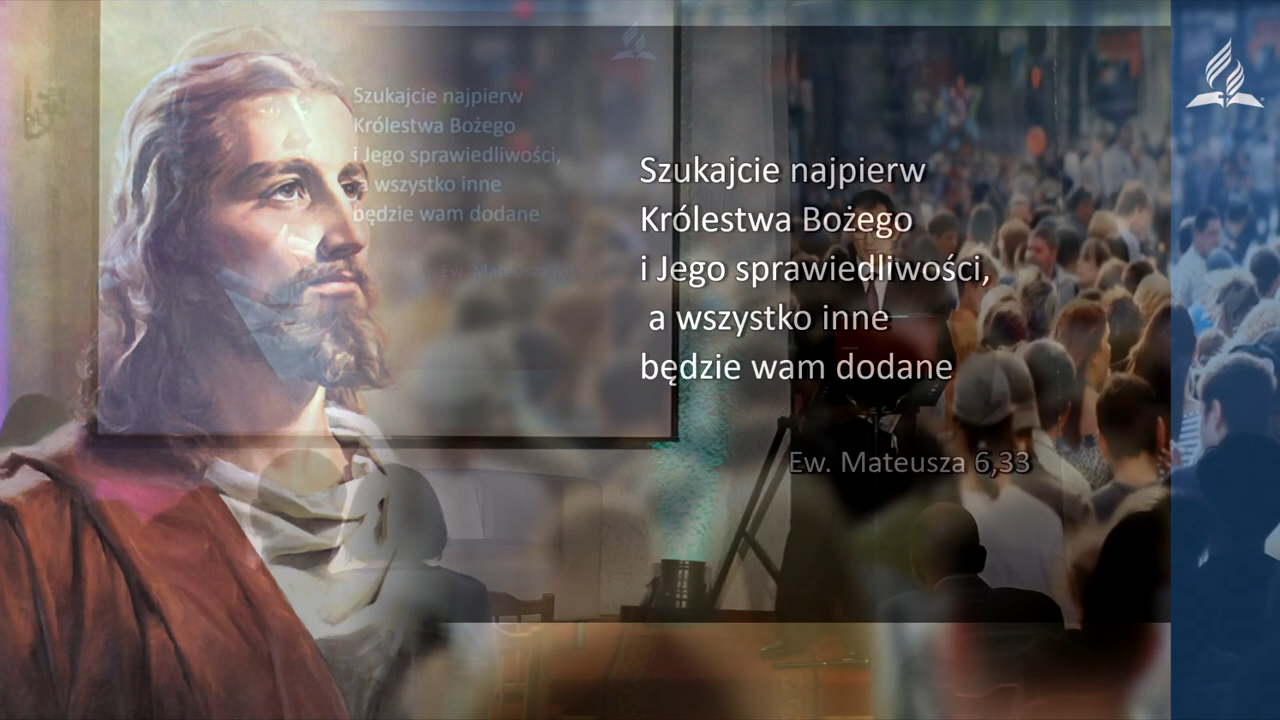 Szukajcie najpierw
Królestwa Bożego
i Jego sprawiedliwości,
a wszystko inne
będzie wam dodane
Szukajcie najpierw
Królestwa Bożego
i Jego sprawiedliwości,
a wszystko inne
będzie wam dodane
Ew. Mateusza 6,33